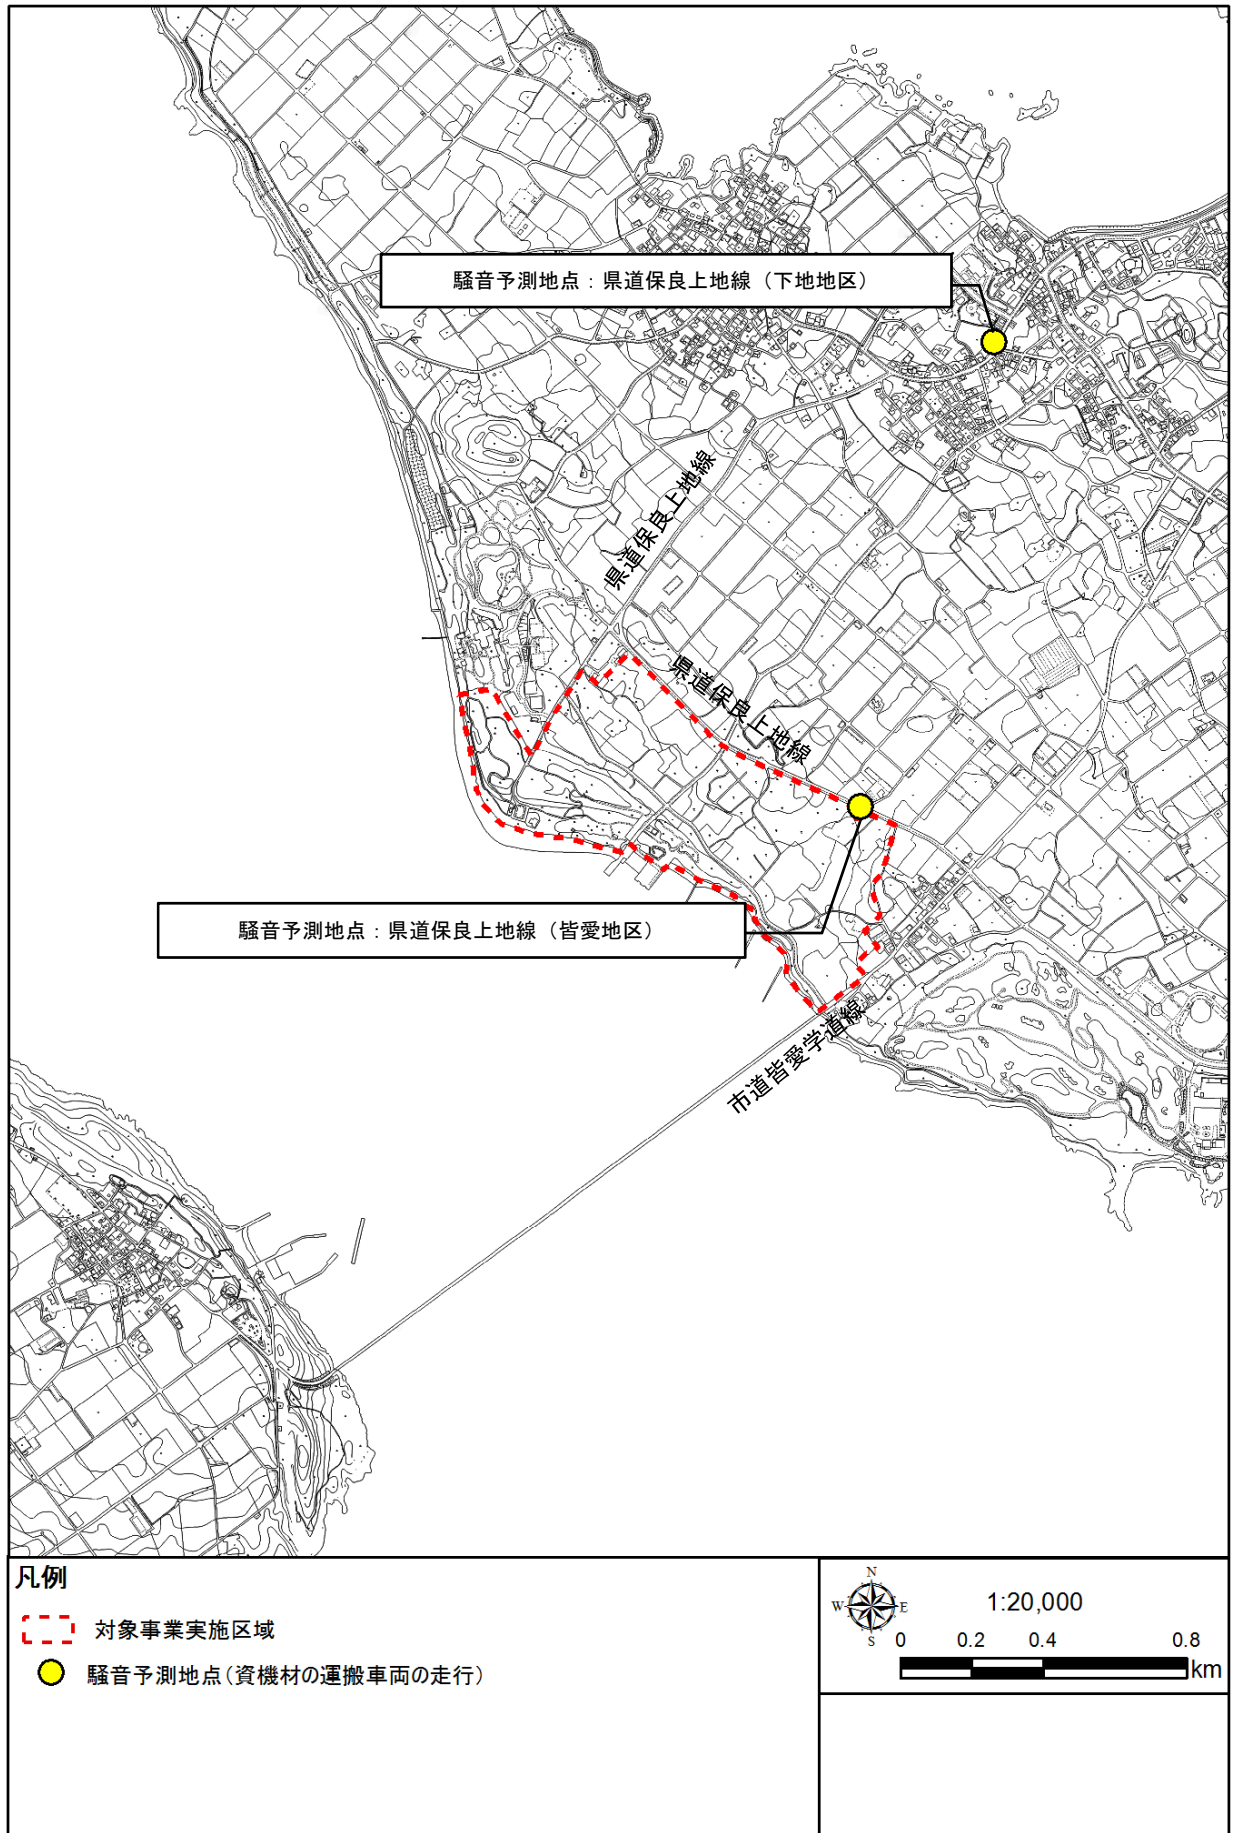 騒音予測地点：県道保良上地線（下地地区）
県道保良上地線
県道保良上地線
騒音予測地点：県道保良上地線（皆愛地区）
市道皆愛学道線
凡例
対象事業実施区域
騒音予測地点(資機材の運搬車両の走行)
N
W
E
S
1:20,000
0 0.2 0.4 0.8
km